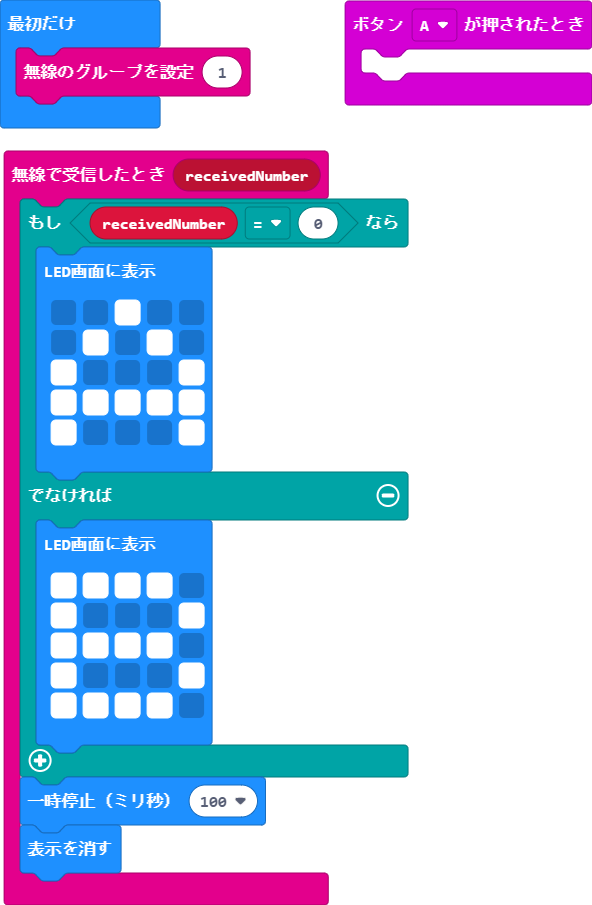 最初だけ
無線のグループを設定 1
ボタン A が押されたとき
無線で受信したとき receivedNumber
もし receivedNumber = 0 なら
LED画面に表示
でなければ
LED画面に表示
一時停止（ミリ秒） 100
表示を消す